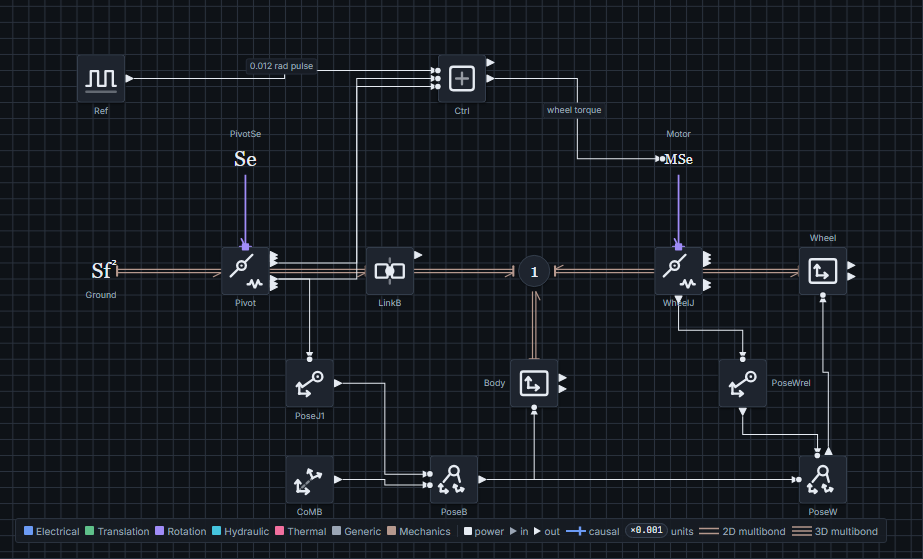 0.012 rad pulse
Ref
Ctrl
PivotSe
Se
wheel torque
Motor
MSe
Wheel
Sf²
Ground
Pivot
LinkB
1
WheelJ
Body
PoseJ1
PoseWrel
CoMB
PoseB
PoseW
Electrical Translation Rotation Hydraulic Thermal Generic Mechanics power in out causal ×0.001 units 2D multibond 3D multibond